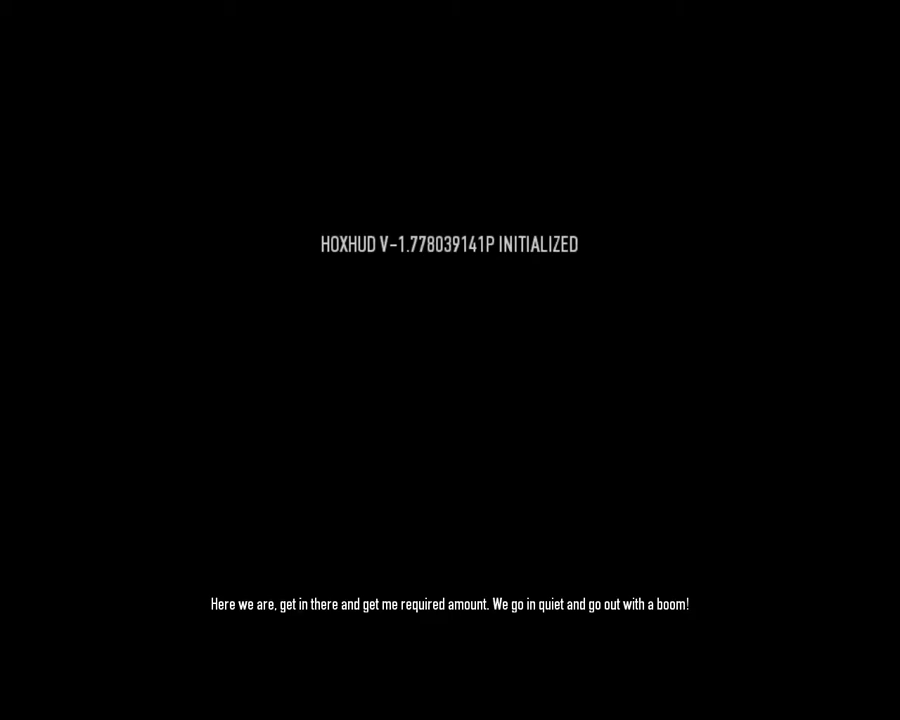 HOXHUD V-1.778039141P INITIALIZED
Here we are, get in there and get me required amount. We go in quiet and go out with a boom!